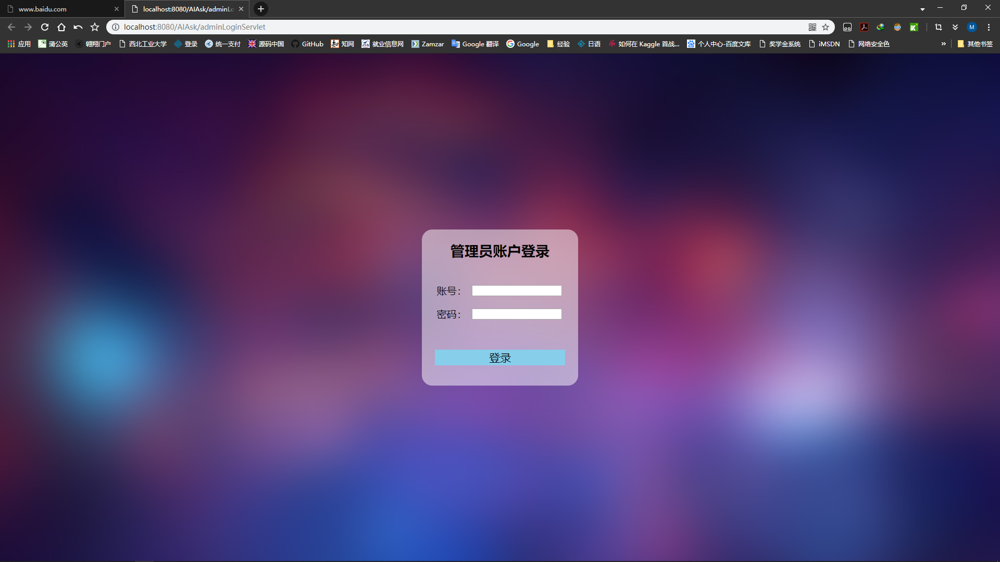 www.baidu.com
localhost:8080/AIAsk/adminLo
localhost:8080/AIAsk/adminLoginServlet
M
应用 蒲公英 翱翔门户 西北工业大学 登录 统一支付 源码中国 GitHub 知网 就业信息网 Zamzar Google 翻译 Google 经验 日语 如何在 Kaggle 首战... 个人中心-百度文库 奖学金系统 iMSDN 网络安全色 » 其他书签
管理员账户登录
账号：
密码：
登录